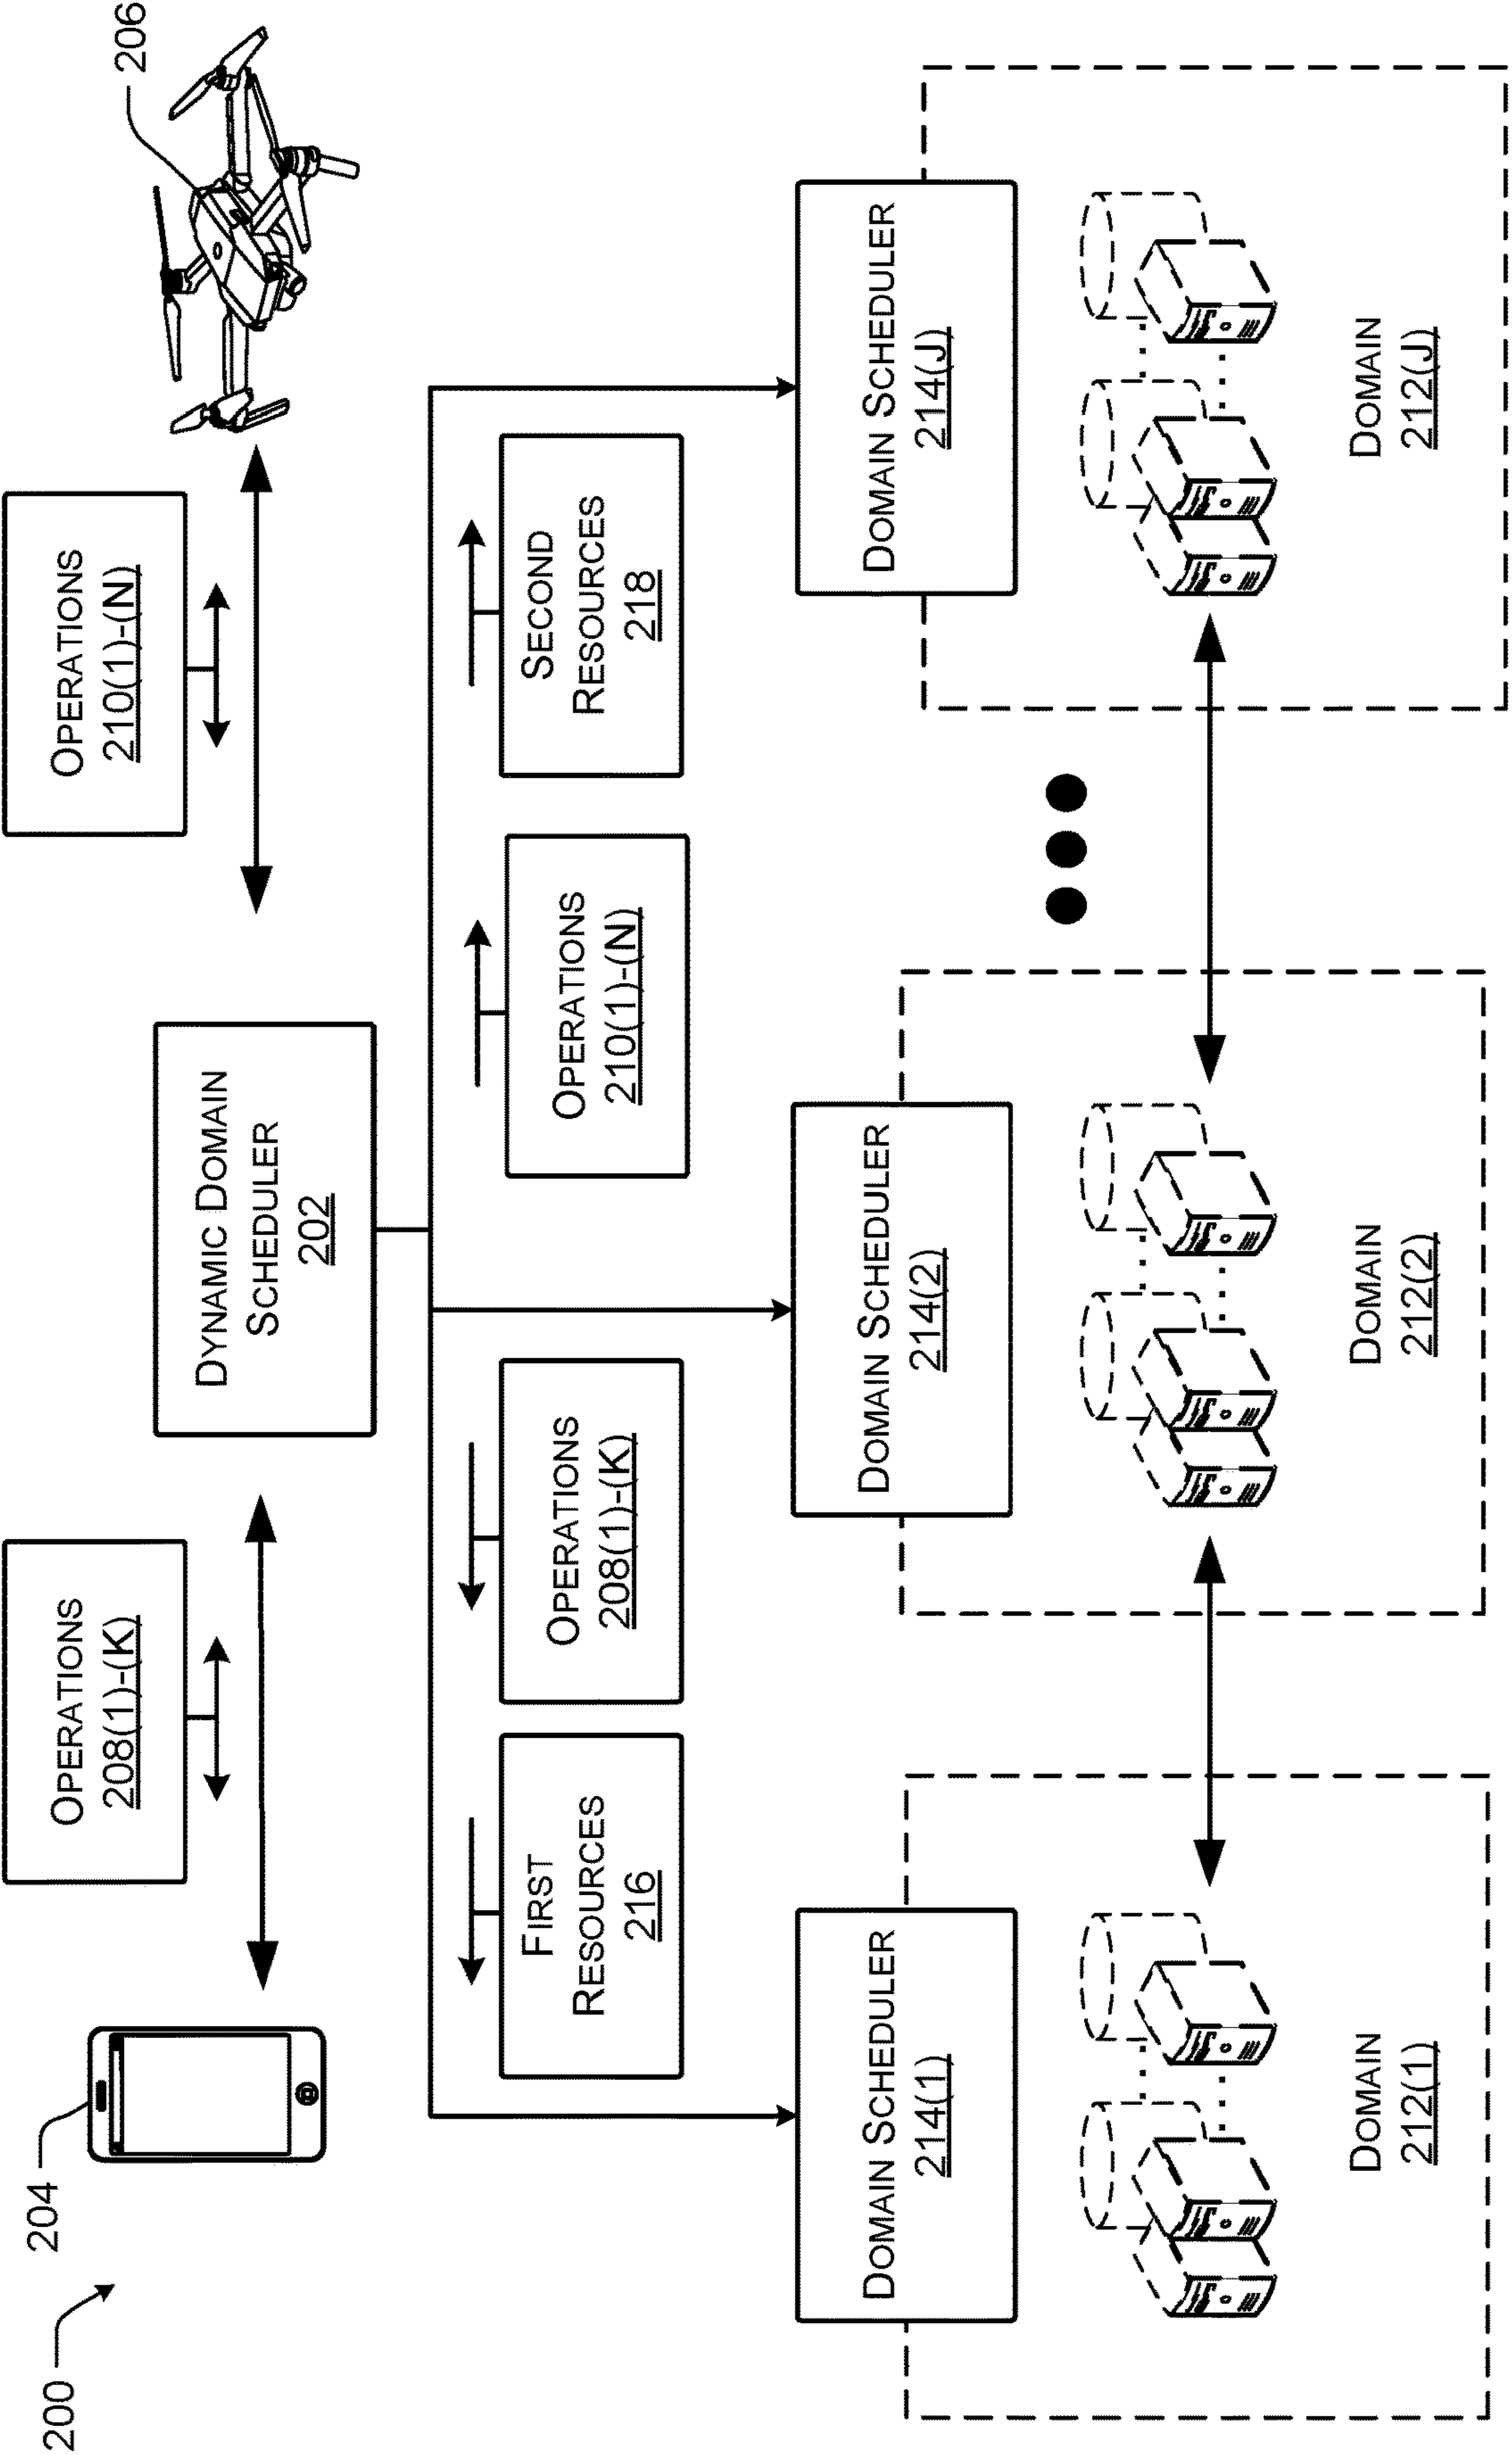 200
204
206
OPERATIONS
208(1)-(K)
OPERATIONS
210(1)-(N)
DYNAMIC DOMAIN
SCHEDULER
202
FIRST
RESOURCES
216
OPERATIONS
208(1)-(K)
OPERATIONS
210(1)-(N)
SECOND
RESOURCES
218
DOMAIN SCHEDULER
214(1)
DOMAIN SCHEDULER
214(2)
DOMAIN SCHEDULER
214(J)
DOMAIN
212(1)
DOMAIN
212(2)
DOMAIN
212(J)